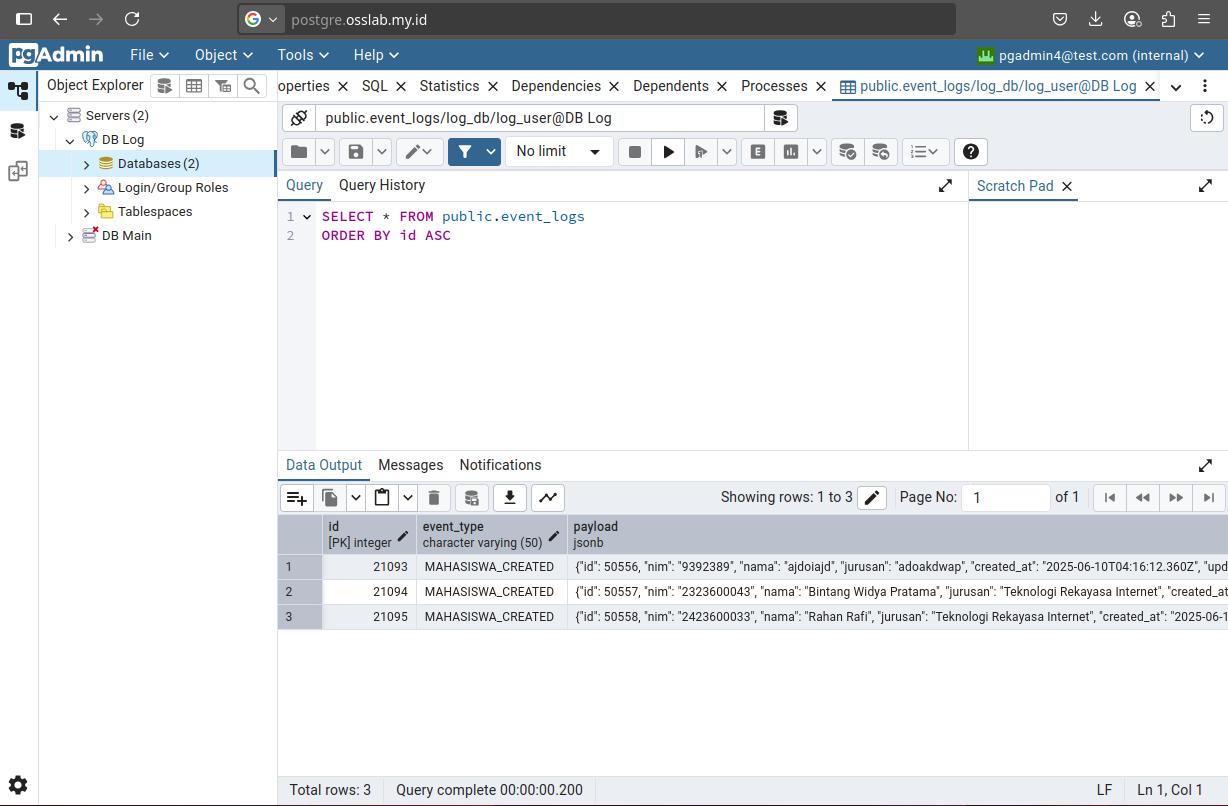 postgre.osslab.my.id
pgAdmin File Object Tools Help pgadmin4@test.com (internal)
Object Explorer
operties SQL Statistics Dependencies Dependents Processes public.event_logs/log_db/log_user@DB Log
Servers (2)
DB Log
Databases (2)
Login/Group Roles
Tablespaces
DB Main
public.event_logs/log_db/log_user@DB Log
No limit
E
Query Query History
Scratch Pad
1 SELECT * FROM public.event_logs
2 ORDER BY id ASC
Data Output Messages Notifications
Showing rows: 1 to 3 Page No: 1 of 1
id event_type payload
[PK] integer character varying (50) jsonb
1 21093 MAHASISWA_CREATED {"id": 50556, "nim": "9392389", "nama": "ajdoiajd", "jurusan": "adoakdwap", "created_at": "2025-06-10T04:16:12.360Z", "upd
2 21094 MAHASISWA_CREATED {"id": 50557, "nim": "2323600043", "nama": "Bintang Widya Pratama", "jurusan": "Teknologi Rekayasa Internet", "created_at
3 21095 MAHASISWA_CREATED {"id": 50558, "nim": "2423600033", "nama": "Rahan Rafi", "jurusan": "Teknologi Rekayasa Internet", "created_at": "2025-06-1
Total rows: 3 Query complete 00:00:00.200 LF Ln 1, Col 1